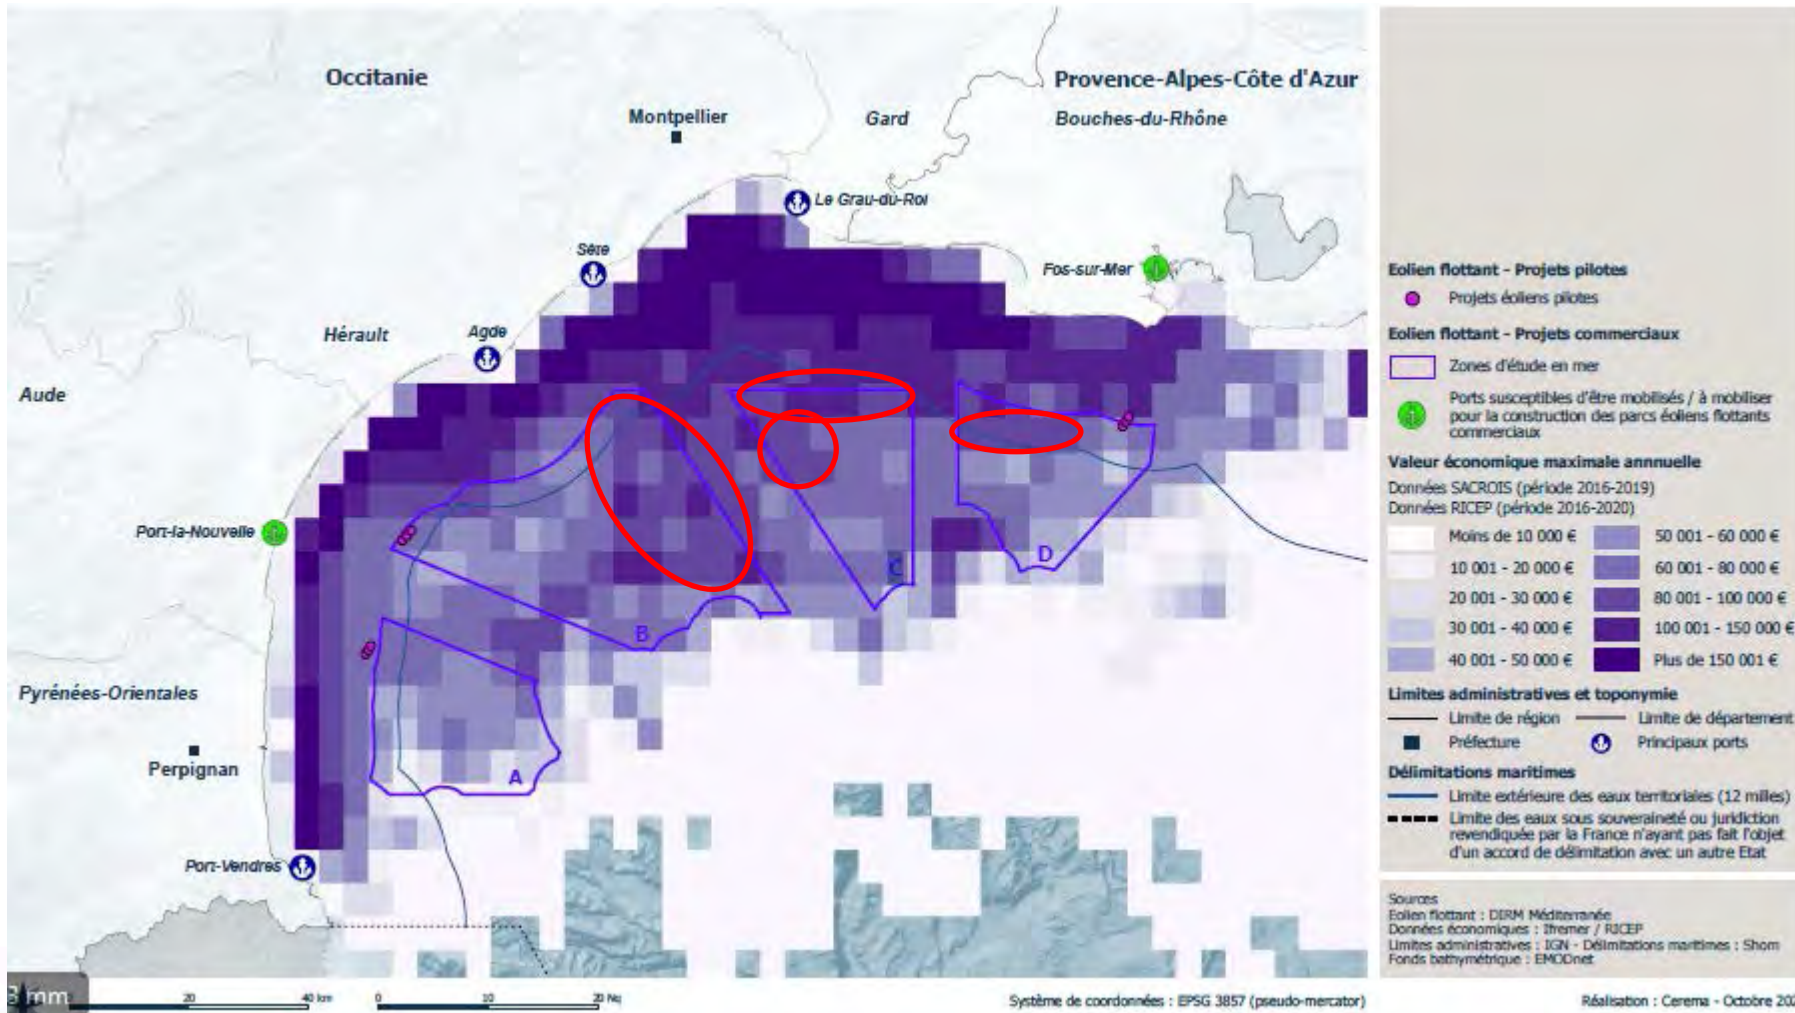 Occitanie
Provence-Alpes-Côte d'Azur
Montpellier
Gard
Bouches-du-Rhône
Le Grau-du-Roi
Sète
Fos-sur-Mer
Hérault
Agde
Aude
Port-la-Nouvelle
C
D
B
Pyrénées-Orientales
Perpignan
A
Port-Vendres
mm
20
40 km
0
10
20 Nq
Système de coordonnées : EPSG 3857 (pseudo-mercator)
Eolien flottant - Projets pilotes
Projets éoliens pilotes
Eolien flottant - Projets commerciaux
Zones d'étude en mer
Ports susceptibles d'être mobilisés / à mobiliser
pour la construction des parcs éoliens flottants
commerciaux
Valeur économique maximale annnuelle
Données SACROIS (période 2016-2019)
Données RICEP (période 2016-2020)
Moins de 10 000 € 50 001 - 60 000 €
10 001 - 20 000 € 60 001 - 80 000 €
20 001 - 30 000 € 80 001 - 100 000 €
30 001 - 40 000 € 100 001 - 150 000 €
40 001 - 50 000 € Plus de 150 001 €
Limites administratives et toponymie
Limite de région Limite de département
Préfecture Principaux ports
Délimitations maritimes
Limite extérieure des eaux territoriales (12 milles)
Limite des eaux sous souveraineté ou juridiction
revendiquée par la France n'ayant pas fait l'objet
d'un accord de délimitation avec un autre Etat
Sources
Eolien flottant : DIRM Méditerranée
Données économiques : Ifremer / RICEP
Limites administratives : IGN - Délimitations maritimes : Shom
Fonds bathymétrique : EMODnet
Réalisation : Cerema - Octobre 202